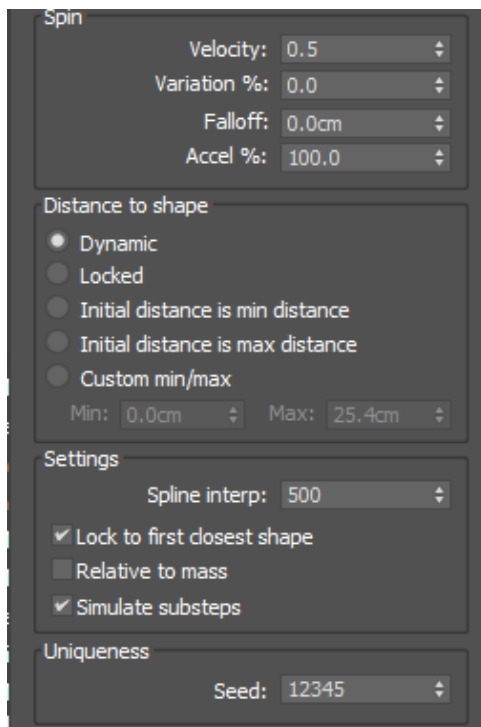 Spin
Velocity: 0.5
Variation %: 0.0
Falloff: 0.0cm
Accel %: 100.0
Distance to shape
Dynamic
Locked
Initial distance is min distance
Initial distance is max distance
Custom min/max
Min: 0.0cm Max: 25.4cm
Settings
Spline interp: 500
Lock to first closest shape
Relative to mass
Simulate substeps
Uniqueness
Seed: 12345